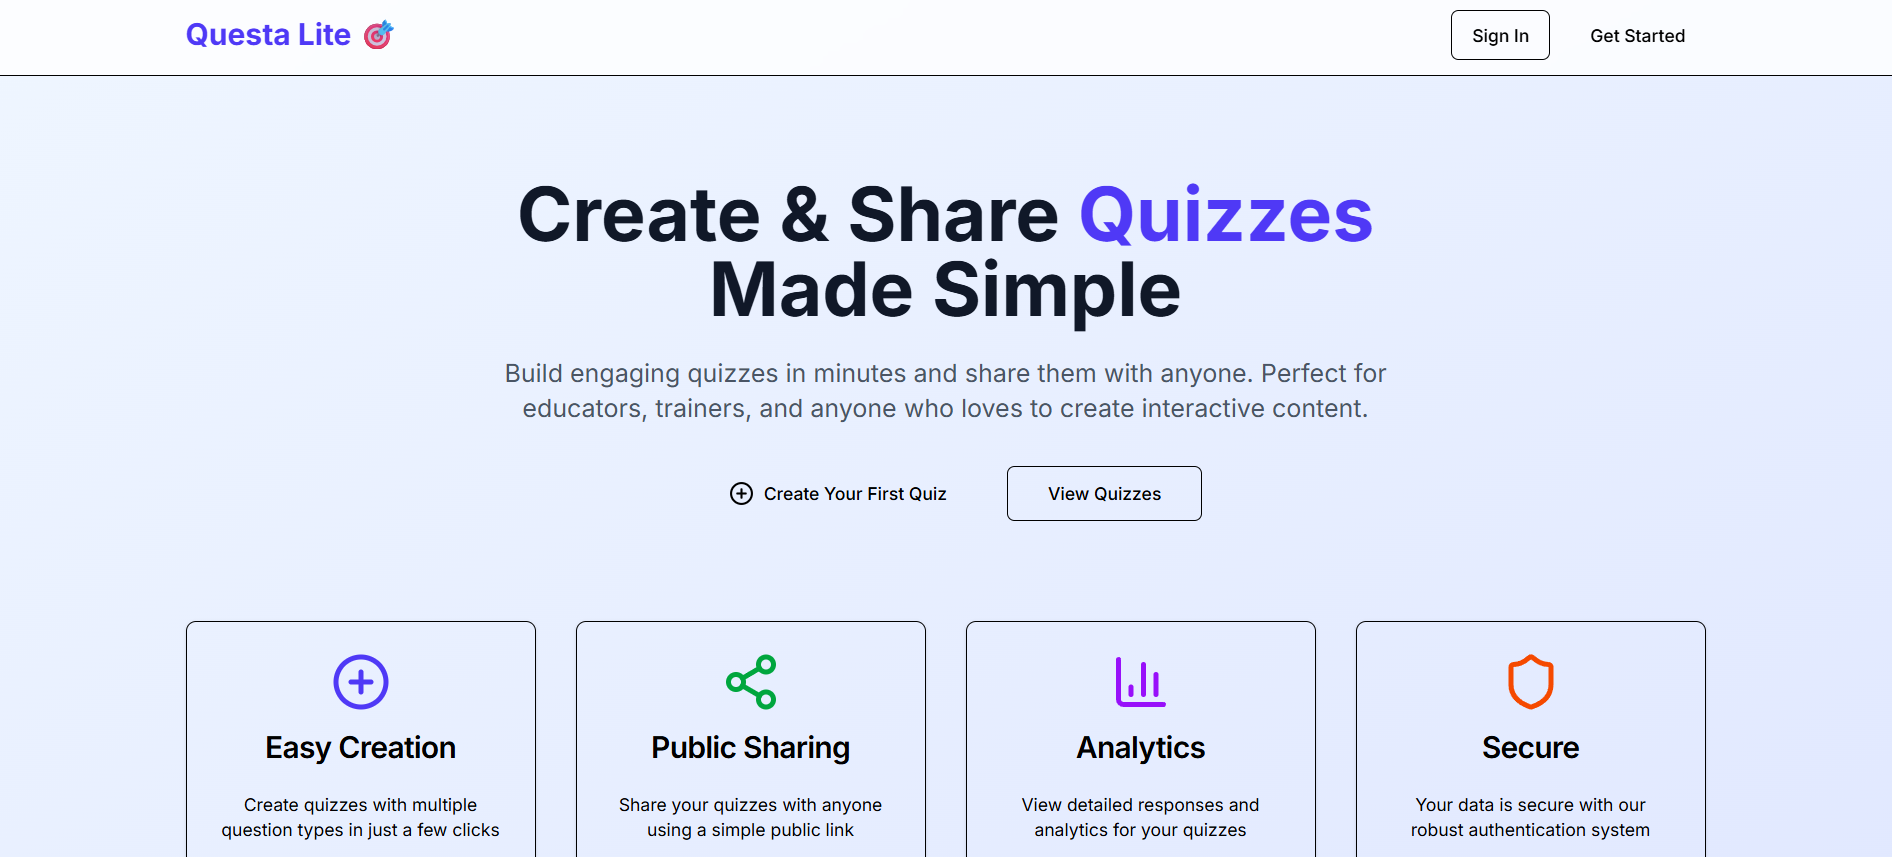 Questa Lite
Sign In
Get Started
Create & Share Quizzes
Made Simple
Build engaging quizzes in minutes and share them with anyone. Perfect for
educators, trainers, and anyone who loves to create interactive content.
Create Your First Quiz
View Quizzes
Easy Creation
Create quizzes with multiple
question types in just a few clicks
Public Sharing
Share your quizzes with anyone
using a simple public link
Analytics
View detailed responses and
analytics for your quizzes
Secure
Your data is secure with our
robust authentication system